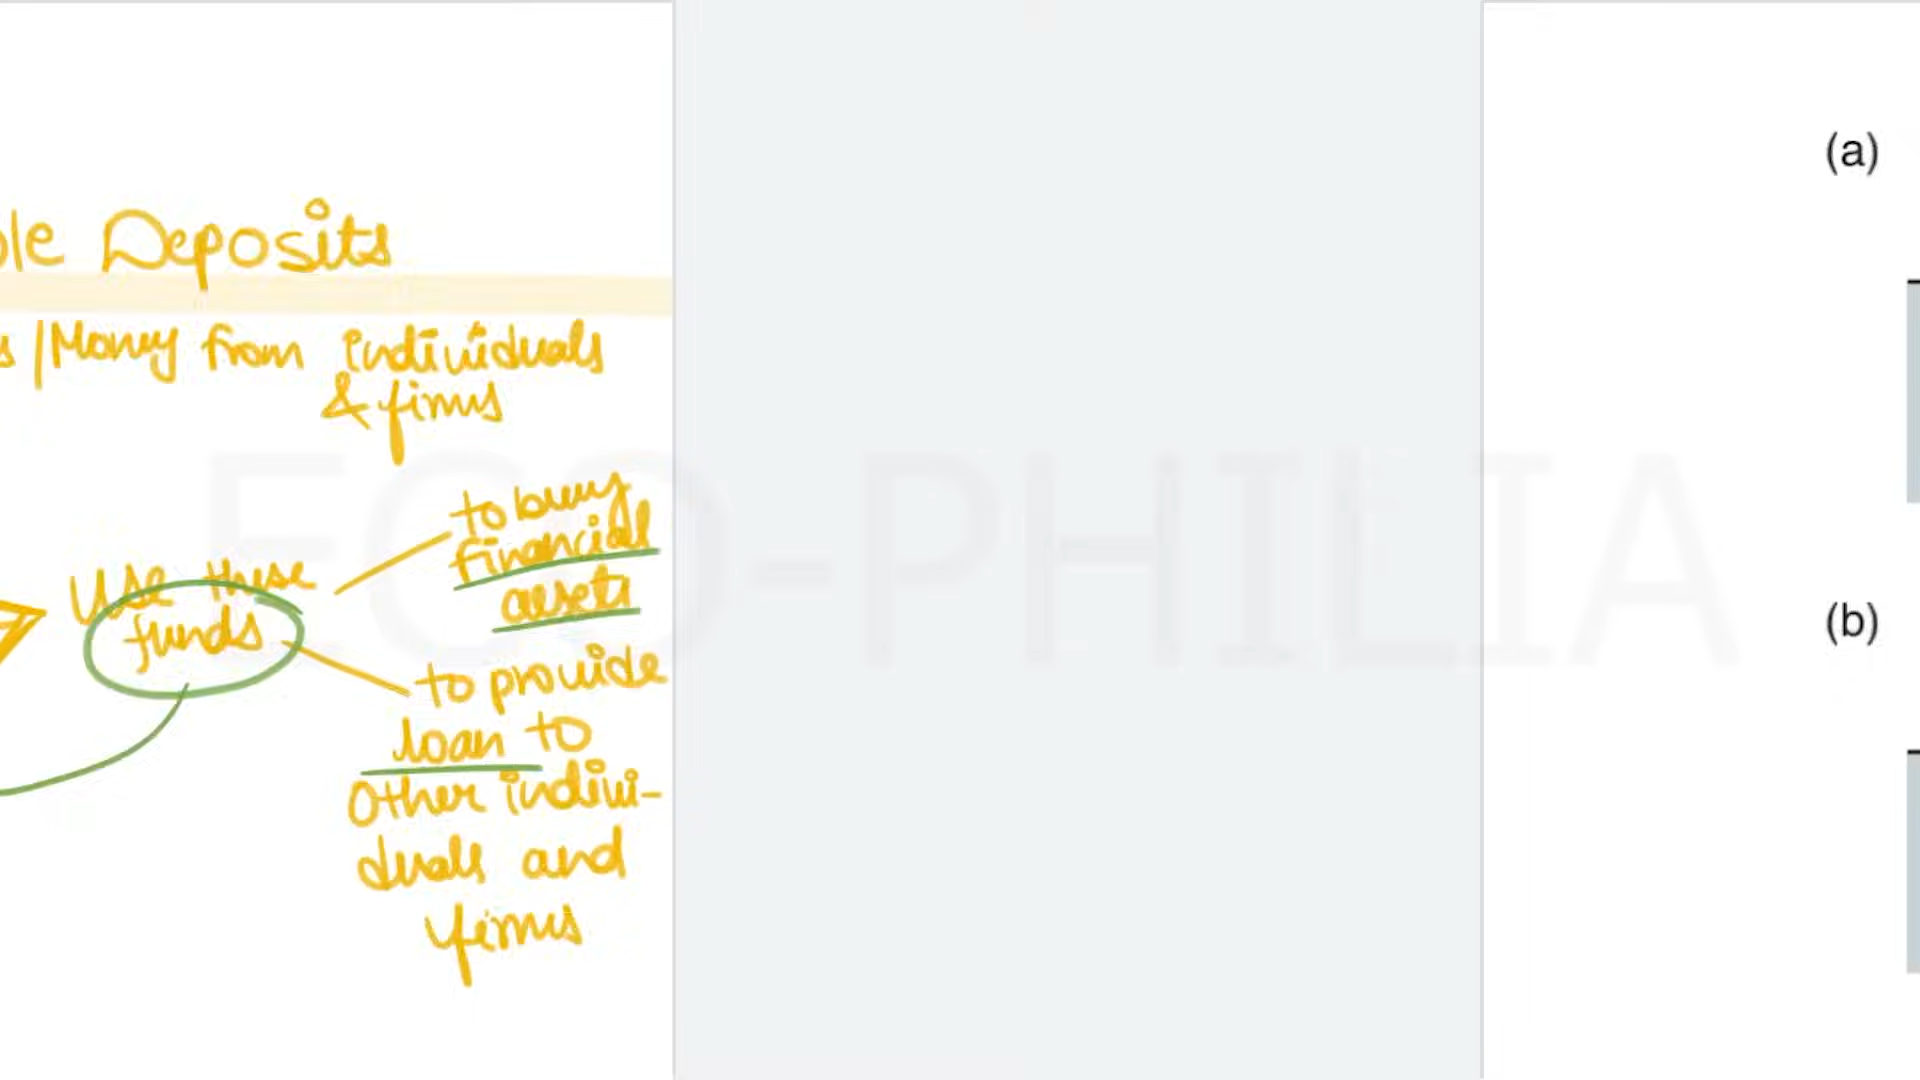 ole Deposits
s / Money from individuals
& firms
to buy
financial
assets
Use these
funds
to provide
loan to
Other indivi-
duals and
firms
(a)
(b)
ECO-PHILIA